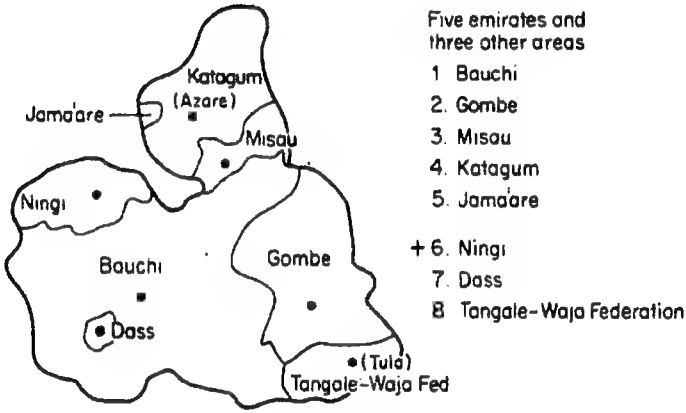 Five emirates and
three other areas
1 Bauchi
2. Gombe
3. Misau
4. Katagum
5. Jama'are
+ 6. Ningi
7. Dass
8 Tangale-Waja Federation
Katagum
(Azare)
Jama'are
Misau
Ningi
Bauchi
Gombe
Dass
(Tula)
Tangale-Waja Fed